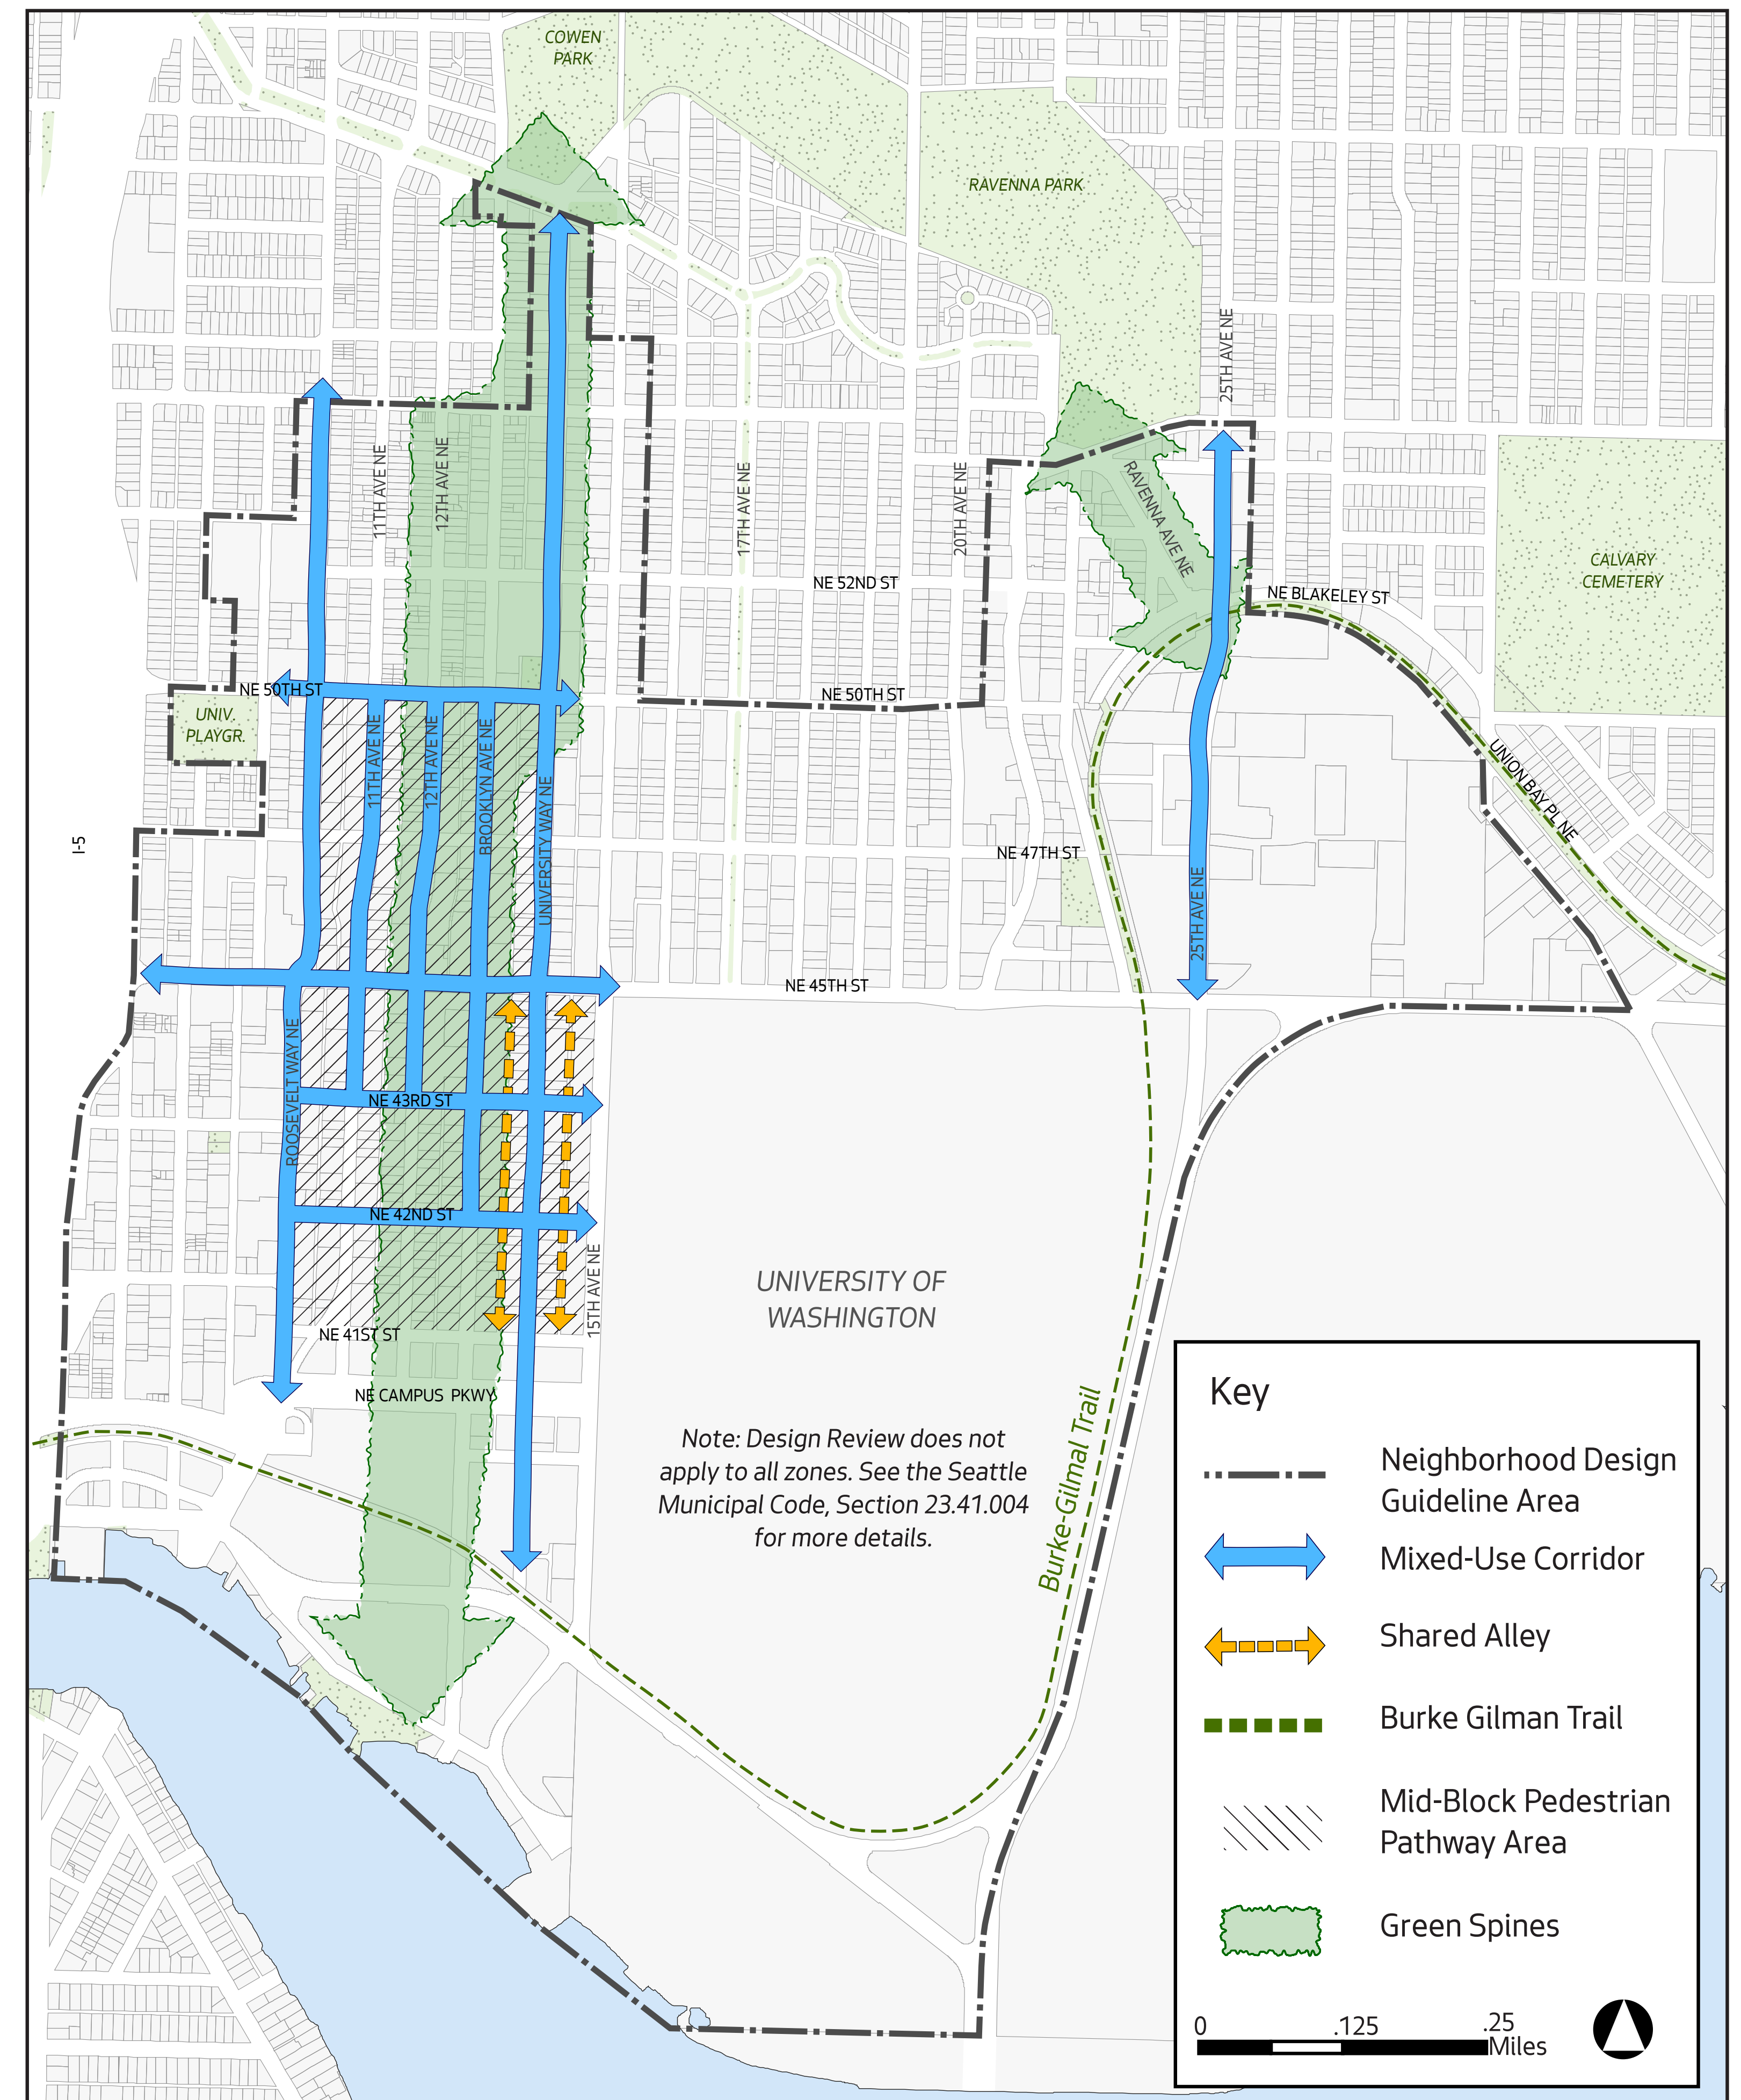 COWEN
PARK
RAVENNA PARK
25TH AVE NE
11TH AVE NE
12TH AVE NE
17TH AVE NE
20TH AVE NE
RAVENNA AVE NE
CALVARY
CEMETERY
NE 52ND ST
NE BLAKELEY ST
NE 50TH ST
NE 50TH ST
UNIV.
PLAYGR.
11TH AVE NE
12TH AVE NE
BROOKLYN AVE NE
UNIVERSITY WAY NE
UNION BAY PL NE
I-5
NE 47TH ST
25TH AVE NE
NE 45TH ST
ROOSEVELT WAY NE
NE 43RD ST
NE 42ND ST
15TH AVE NE
UNIVERSITY OF
WASHINGTON
NE 41ST ST
NE CAMPUS PKWY
Note: Design Review does not
apply to all zones. See the Seattle
Municipal Code, Section 23.41.004
for more details.
Burke-Gilmal Trail
Key
Neighborhood Design
Guideline Area
Mixed-Use Corridor
Shared Alley
Burke Gilman Trail
Mid-Block Pedestrian
Pathway Area
Green Spines
0 .125 .25
Miles